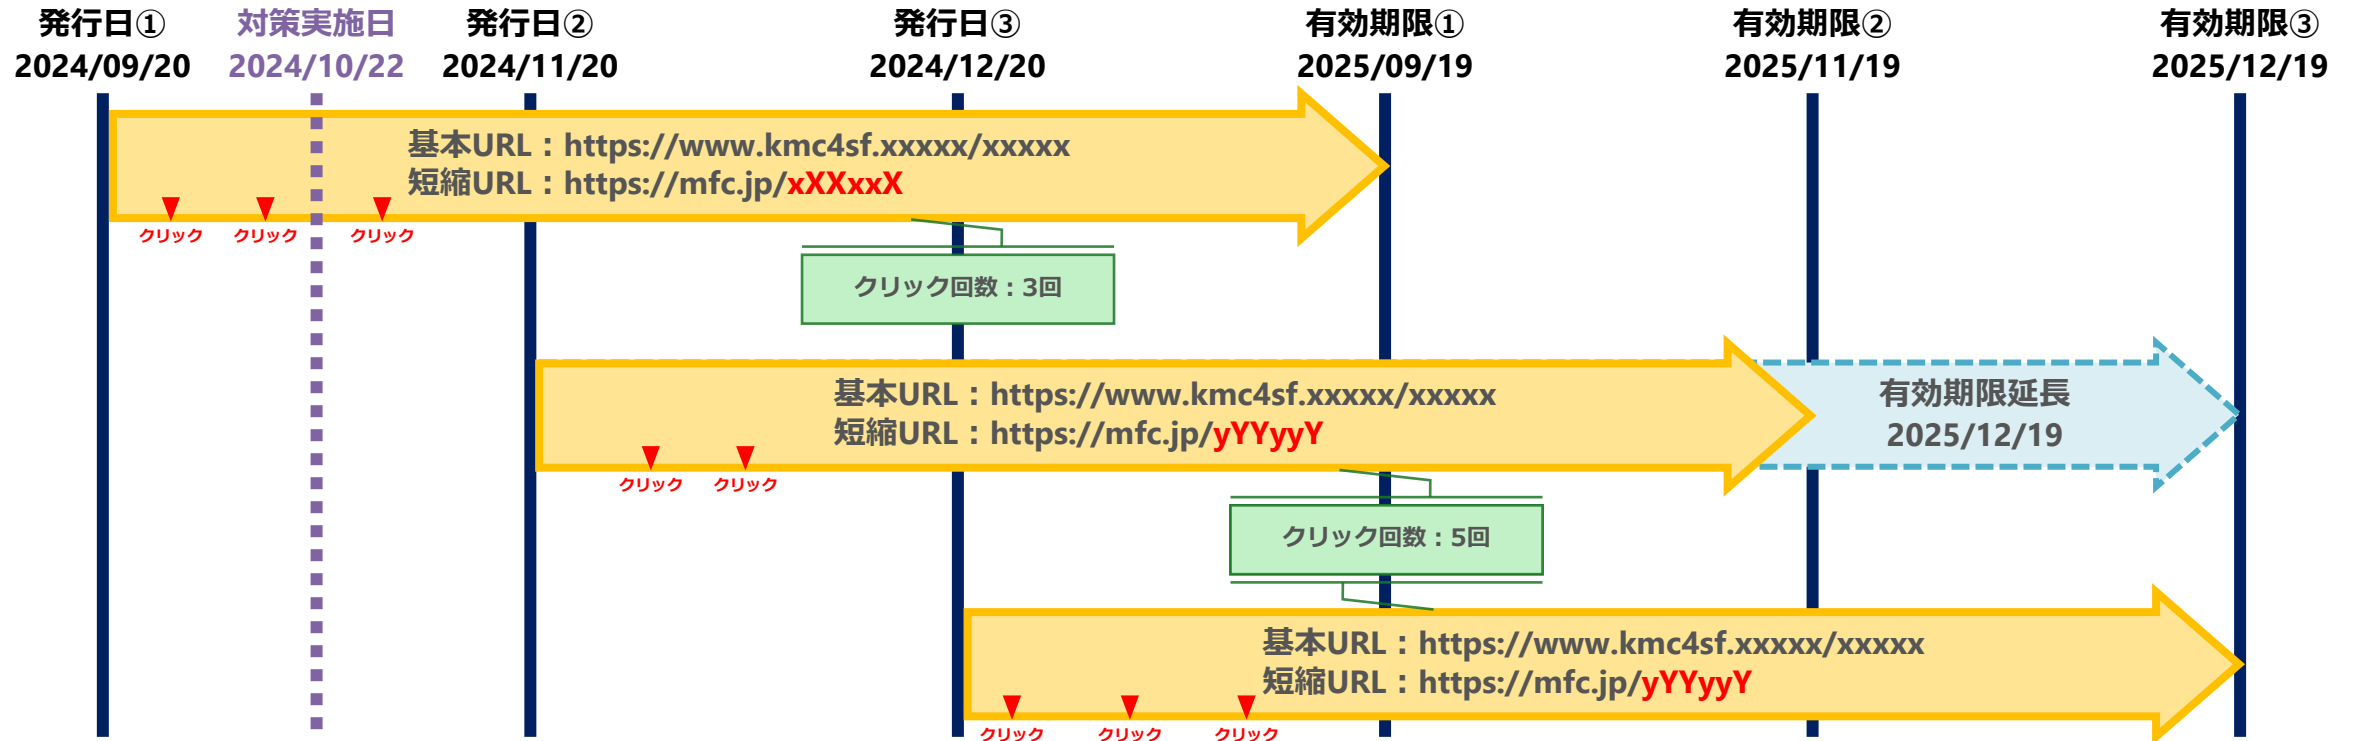 発行日①
2024/09/20
対策実施日
2024/10/22
発行日②
2024/11/20
発行日③
2024/12/20
有効期限①
2025/09/19
有効期限②
2025/11/19
有効期限③
2025/12/19
基本URL：https://www.kmc4sf.xxxxx/xxxxx
短縮URL：https://mfc.jp/xXXxxX
クリック
クリック
クリック
クリック回数：3回
基本URL：https://www.kmc4sf.xxxxx/xxxxx
短縮URL：https://mfc.jp/yYYyyY
有効期限延長
2025/12/19
クリック
クリック
クリック回数：5回
基本URL：https://www.kmc4sf.xxxxx/xxxxx
短縮URL：https://mfc.jp/yYYyyY
クリック
クリック
クリック